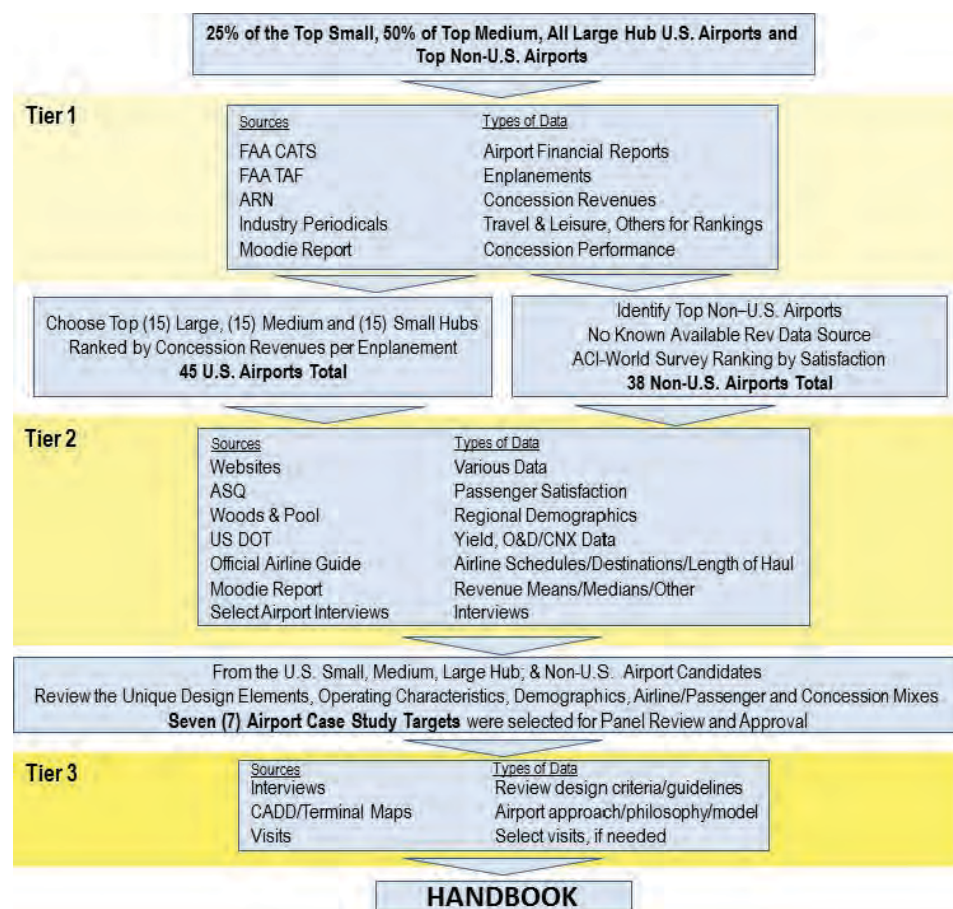 25% of the Top Small, 50% of Top Medium, All Large Hub U.S. Airports and
Top Non-U.S. Airports
Tier 1
Sources Types of Data
FAA CATS Airport Financial Reports
FAA TAF Enplanements
ARN Concession Revenues
Industry Periodicals Travel & Leisure, Others for Rankings
Moodie Report Concession Performance
Choose Top (15) Large, (15) Medium and (15) Small Hubs
Ranked by Concession Revenues per Enplanement
45 U.S. Airports Total
Identify Top Non–U.S. Airports
No Known Available Rev Data Source
ACI-World Survey Ranking by Satisfaction
38 Non-U.S. Airports Total
Tier 2
Sources Types of Data
Websites Various Data
ASQ Passenger Satisfaction
Woods & Pool Regional Demographics
US DOT Yield, O&D/CNX Data
Official Airline Guide Airline Schedules/Destinations/Length of Haul
Moodie Report Revenue Means/Medians/Other
Select Airport Interviews Interviews
From the U.S. Small, Medium, Large Hub, & Non-U.S. Airport Candidates
Review the Unique Design Elements, Operating Characteristics, Demographics, Airline/Passenger and Concession Mixes
Seven (7) Airport Case Study Targets were selected for Panel Review and Approval
Tier 3
Sources Types of Data
Interviews Review design criteria/guidelines
CADD/Terminal Maps Airport approach/philosophy/model
Visits Select visits, if needed
HANDBOOK